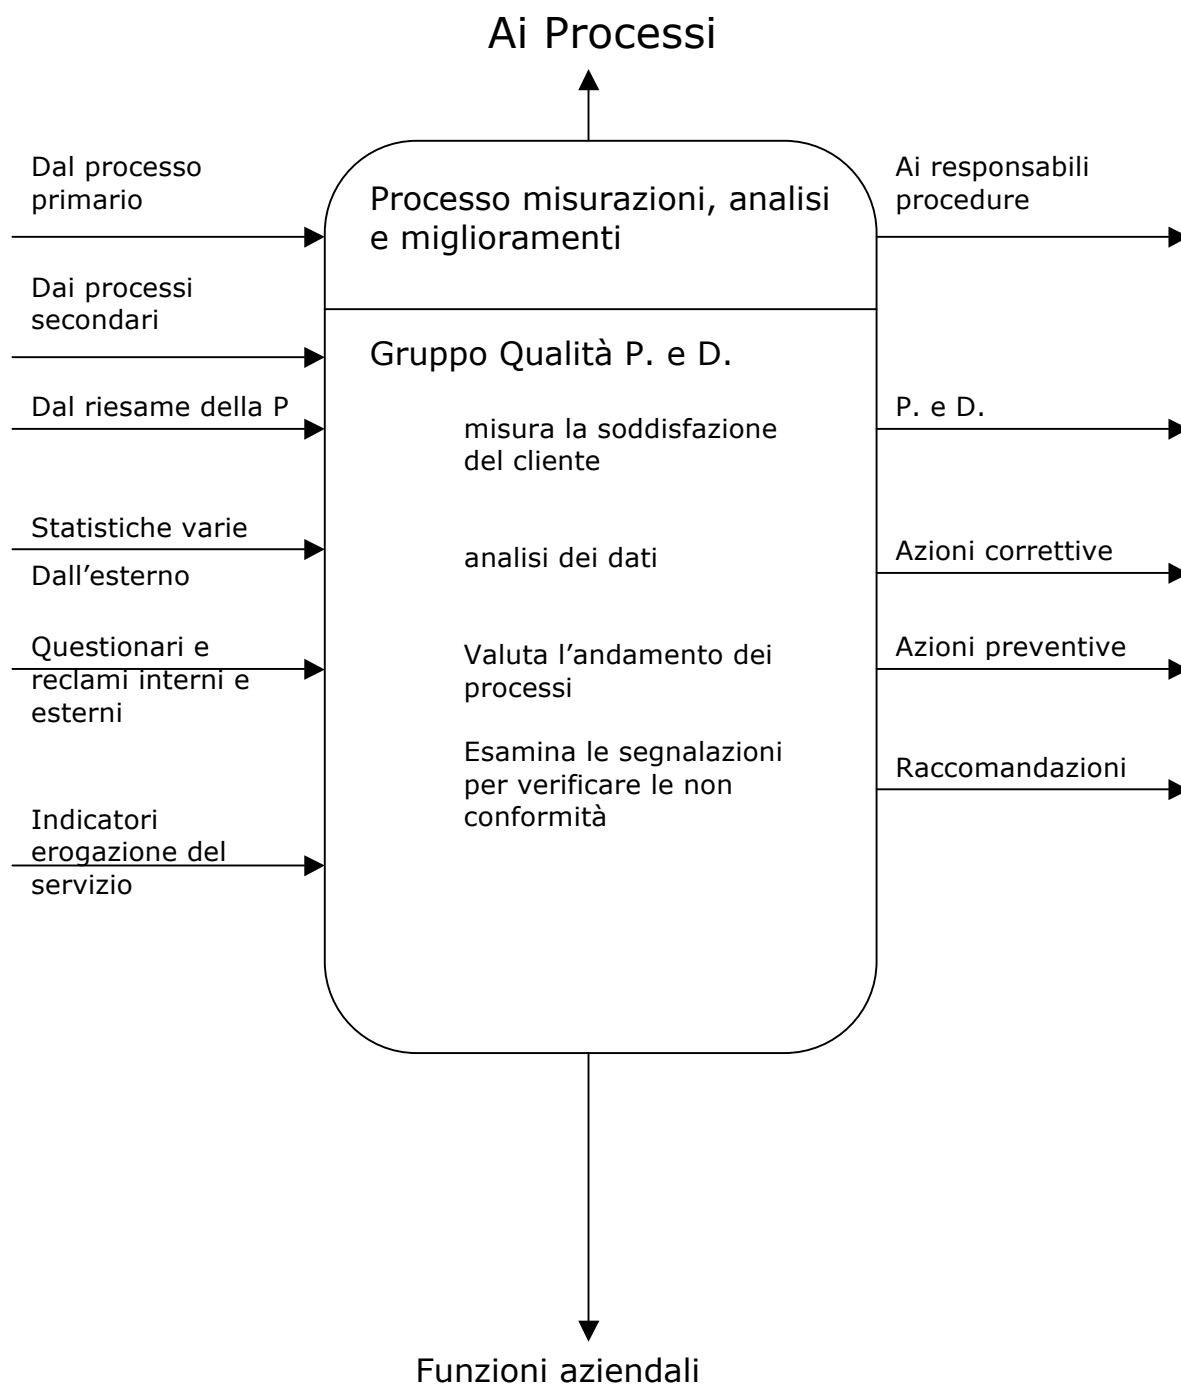 Ai Processi
Dal processo
primario
Dai processi
secondari
Dal riesame della P
Statistiche varie
Dall’esterno
Questionari e
reclami interni e
esterni
Indicatori
erogazione del
servizio
Processo misurazioni, analisi
e miglioramenti
Gruppo Qualità P. e D.
misura la soddisfazione
del cliente
analisi dei dati
Valuta l’andamento dei
processi
Esamina le segnalazioni
per verificare le non
conformità
Ai responsabili
procedure
P. e D.
Azioni correttive
Azioni preventive
Raccomandazioni
Funzioni aziendali